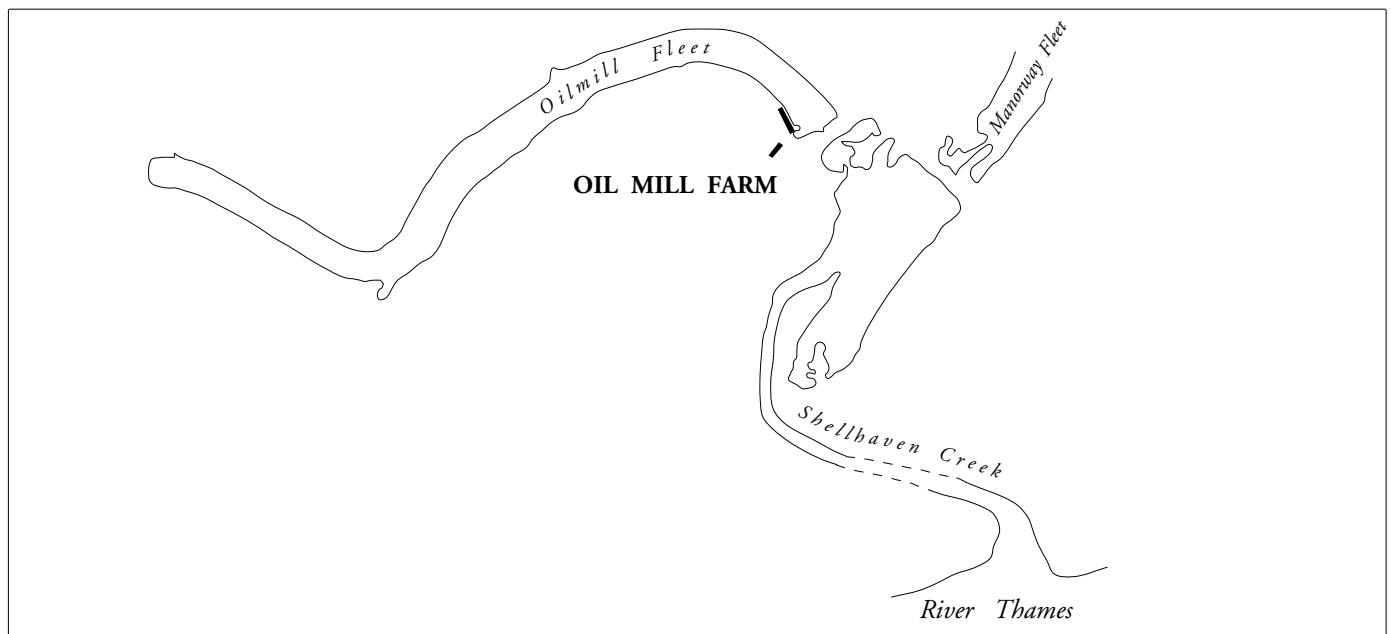 Oilmill Fleet
Manorway Fleet
OIL MILL FARM
Shellhaven Creek
River Thames